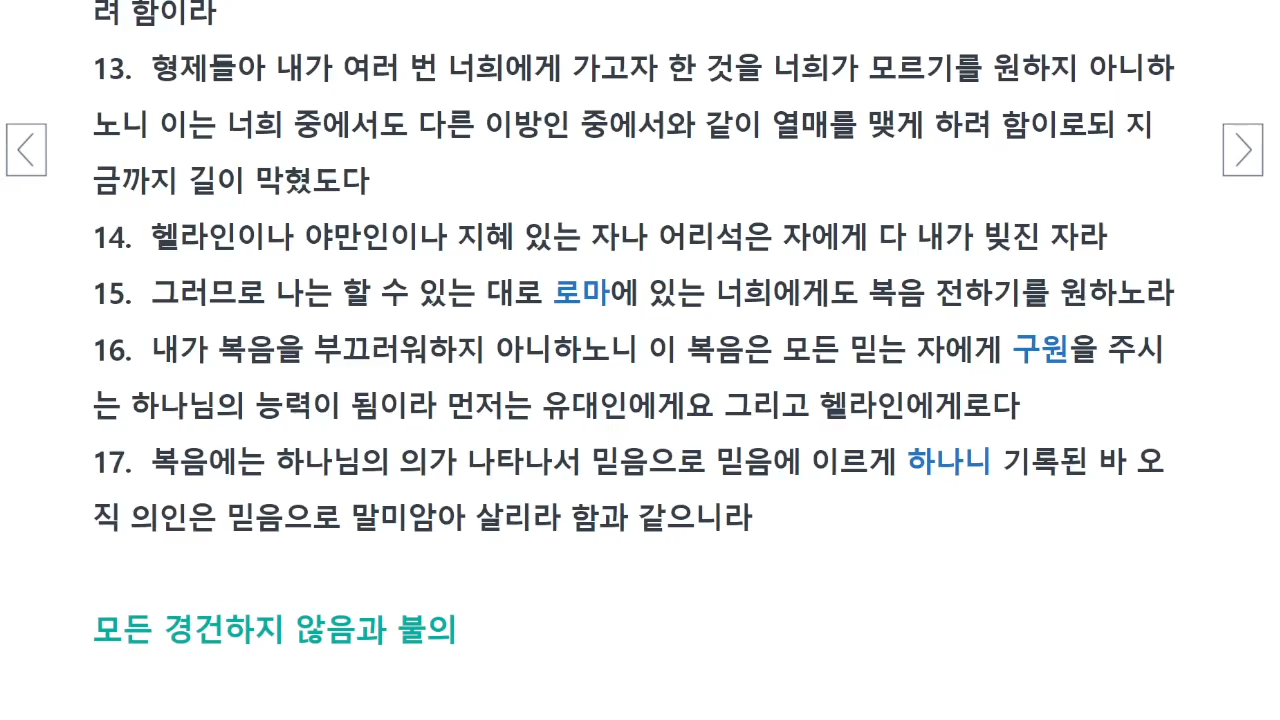 려 함이라
13. 형제들아 내가 여러 번 너희에게 가고자 한 것을 너희가 모르기를 원하지 아니하
노니 이는 너희 중에서도 다른 이방인 중에서와 같이 열매를 맺게 하려 함이로되 지
금까지 길이 막혔도다
14. 헬라인이나 야만인이나 지혜 있는 자나 어리석은 자에게 다 내가 빚진 자라
15. 그러므로 나는 할 수 있는 대로 로마에 있는 너희에게도 복음 전하기를 원하노라
16. 내가 복음을 부끄러워하지 아니하노니 이 복음은 모든 믿는 자에게 구원을 주시
는 하나님의 능력이 됨이라 먼저는 유대인에게요 그리고 헬라인에게로다
17. 복음에는 하나님의 의가 나타나서 믿음으로 믿음에 이르게 하나니 기록된 바 오
직 의인은 믿음으로 말미암아 살리라 함과 같으니라
모든 경건하지 않음과 불의